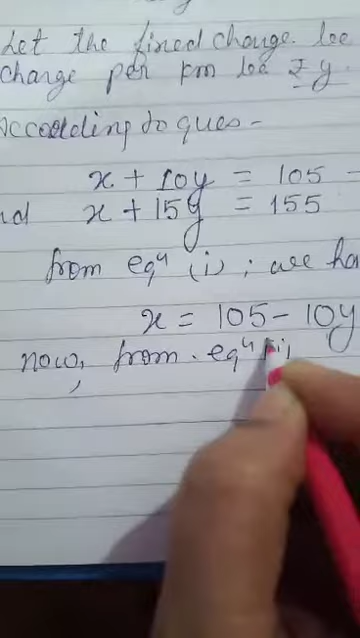 Let the fixed charge be
charge per km be ₹ y.
According to ques -
x + 10y = 105 -
x + 15y = 155
from eqⁿ (i); we ha
x = 105 - 10y
now, from eqⁿ (ii